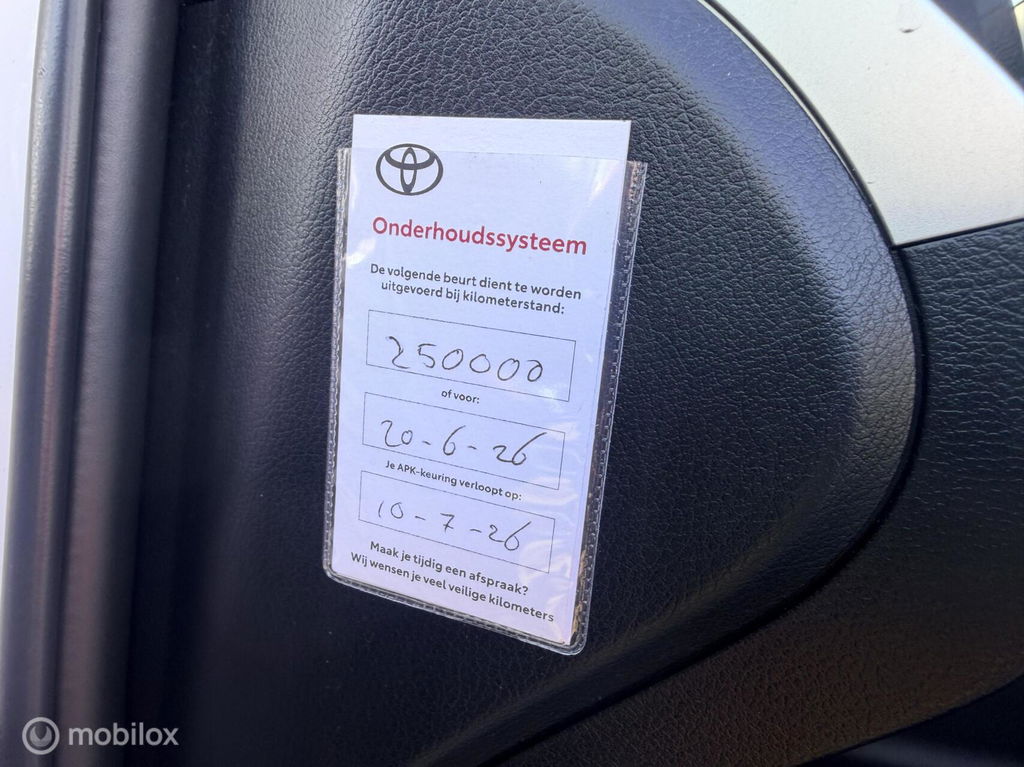 Onderhoudssysteem
De volgende beurt dient te worden
uitgevoerd bij kilometerstand:
250000
of voor:
20-6-26
Je APK-keuring verloopt op:
10-7-26
Maak je tijdig een afspraak?
Wij wensen je veel veilige kilometers
mobilox